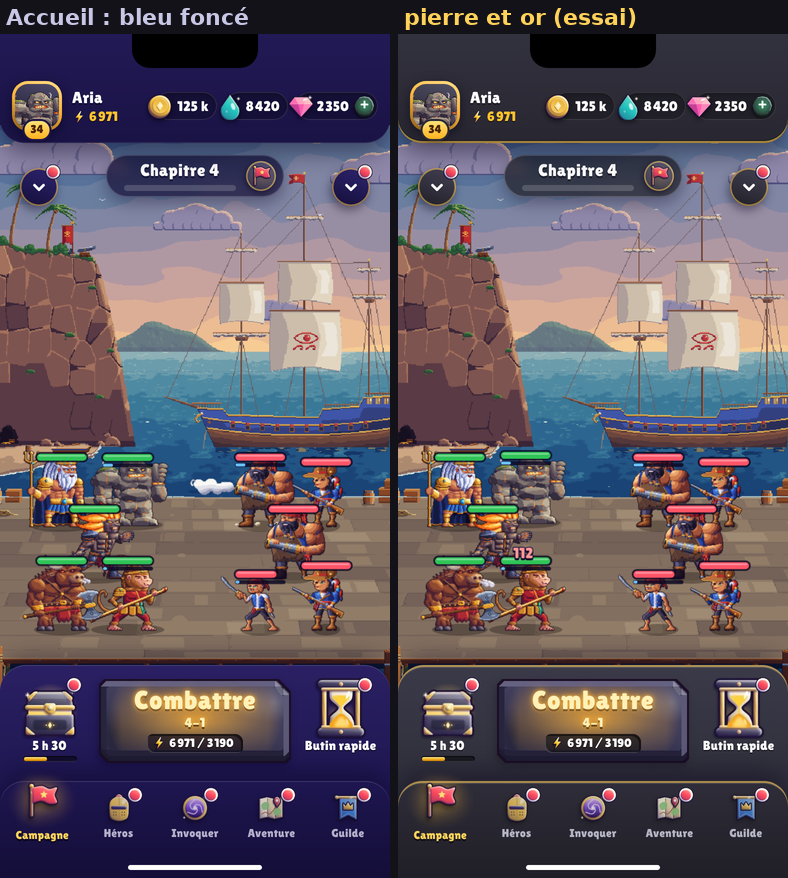 Accueil : bleu foncé
Aria
6971
34
125 k
8420
2350
+
Chapitre 4
5 h 30
Combattre
4-1
6971 / 3190
Butin rapide
Campagne
Héros
Invoquer
Aventure
Guilde
pierre et or (essai)
Aria
6971
34
125 k
8420
2350
+
Chapitre 4
112
5 h 30
Combattre
4-1
6971 / 3190
Butin rapide
Campagne
Héros
Invoquer
Aventure
Guilde